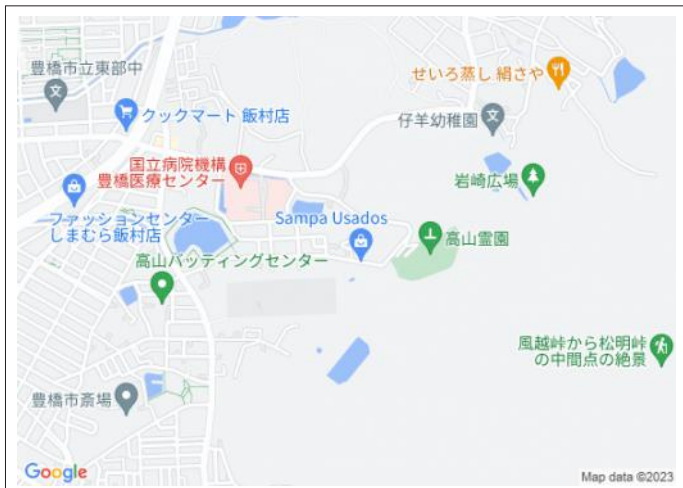 豊橋市立東部中
せいろ蒸し 絹さや
クックマート 飯村店
仔羊幼稚園
国立病院機構
豊橋医療センター
岩崎広場
ファッションセンター
しまむら飯村店
Sampa Usados
高山霊園
高山バッティングセンター
風越峠から松明峠
の中間点の絶景
豊橋市斎場
Google
Map data ©2023